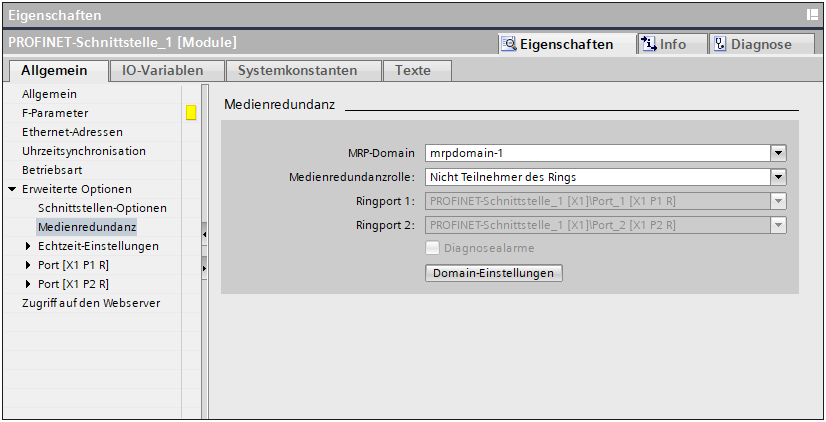 Eigenschaften
PROFINET-Schnittstelle_1 [Module]
Eigenschaften
Info
Diagnose
Allgemein
IO-Variablen
Systemkonstanten
Texte
Allgemein
F-Parameter
Ethernet-Adressen
Uhrzeitsynchronisation
Betriebsart
Erweiterte Optionen
Schnittstellen-Optionen
Medienredundanz
Echtzeit-Einstellungen
Port [X1 P1 R]
Port [X1 P2 R]
Zugriff auf den Webserver
Medienredundanz
MRP-Domain mrpdomain-1
Medienredundanzrolle: Nicht Teilnehmer des Rings
Ringport 1: PROFINET-Schnittstelle_1 [X1]\Port_1 [X1 P1 R]
Ringport 2: PROFINET-Schnittstelle_1 [X1]\Port_2 [X1 P2 R]
Diagnosealarme
Domain-Einstellungen